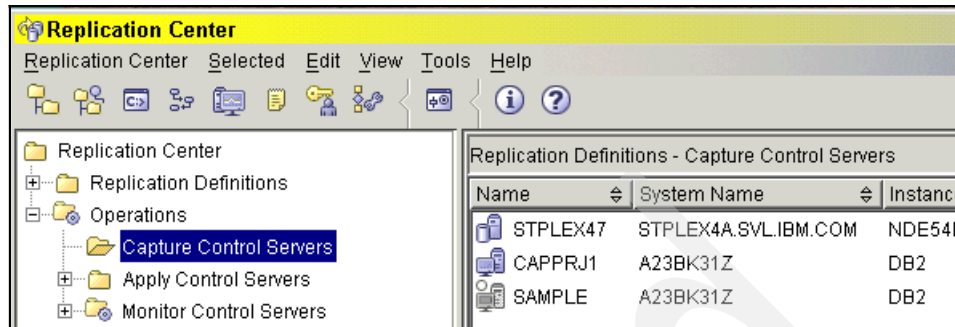 Replication Center
Replication Center Selected Edit View Tools Help
Replication Center
Replication Definitions
Operations
Capture Control Servers
Apply Control Servers
Monitor Control Servers
Replication Definitions - Capture Control Servers
Name System Name
STPLEX47 STPLEX4A.SVL.IBM.COM
CAPPRJ1 A23BK31Z DB2
SAMPLE A23BK31Z DB2